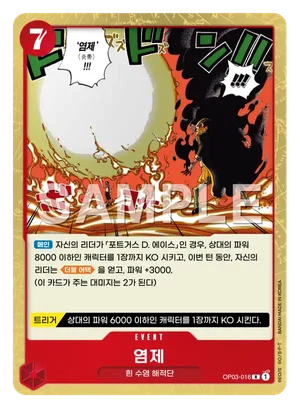 7
'염제'
(炎帝)
!!!
!!!
SAMPLE
메인 자신의 리더가 「포트거스 D. 에이스」인 경우, 상대의 파워
8000 이하인 캐릭터를 1장까지 KO 시키고, 이번 턴 동안, 자신의
리더는 더블 어택 을 얻고, 파워 +3000.
(이 카드가 주는 대미지는 2가 된다)
트리거 상대의 파워 6000 이하인 캐릭터를 1장까지 KO 시킨다.
EVENT
염제
흰 수염 해적단
OP03-016 R 1